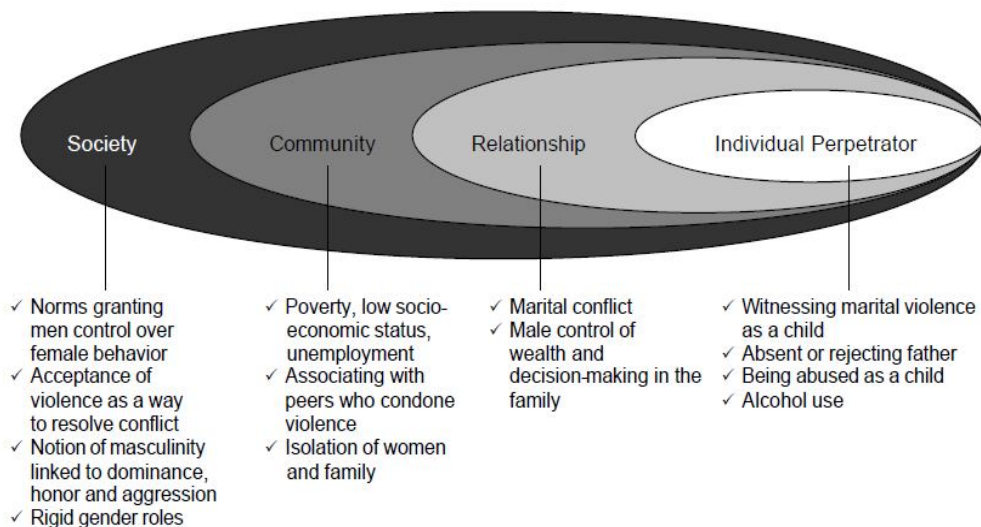 Society
Community
Relationship
Individual Perpetrator
✓ Norms granting
men control over
female behavior
✓ Acceptance of
violence as a way
to resolve conflict
✓ Notion of masculinity
linked to dominance,
honor and aggression
✓ Rigid gender roles
✓ Poverty, low socio-
economic status,
unemployment
✓ Associating with
peers who condone
violence
✓ Isolation of women
and family
✓ Marital conflict
✓ Male control of
wealth and
decision-making in the
family
✓ Witnessing marital violence
as a child
✓ Absent or rejecting father
✓ Being abused as a child
✓ Alcohol use